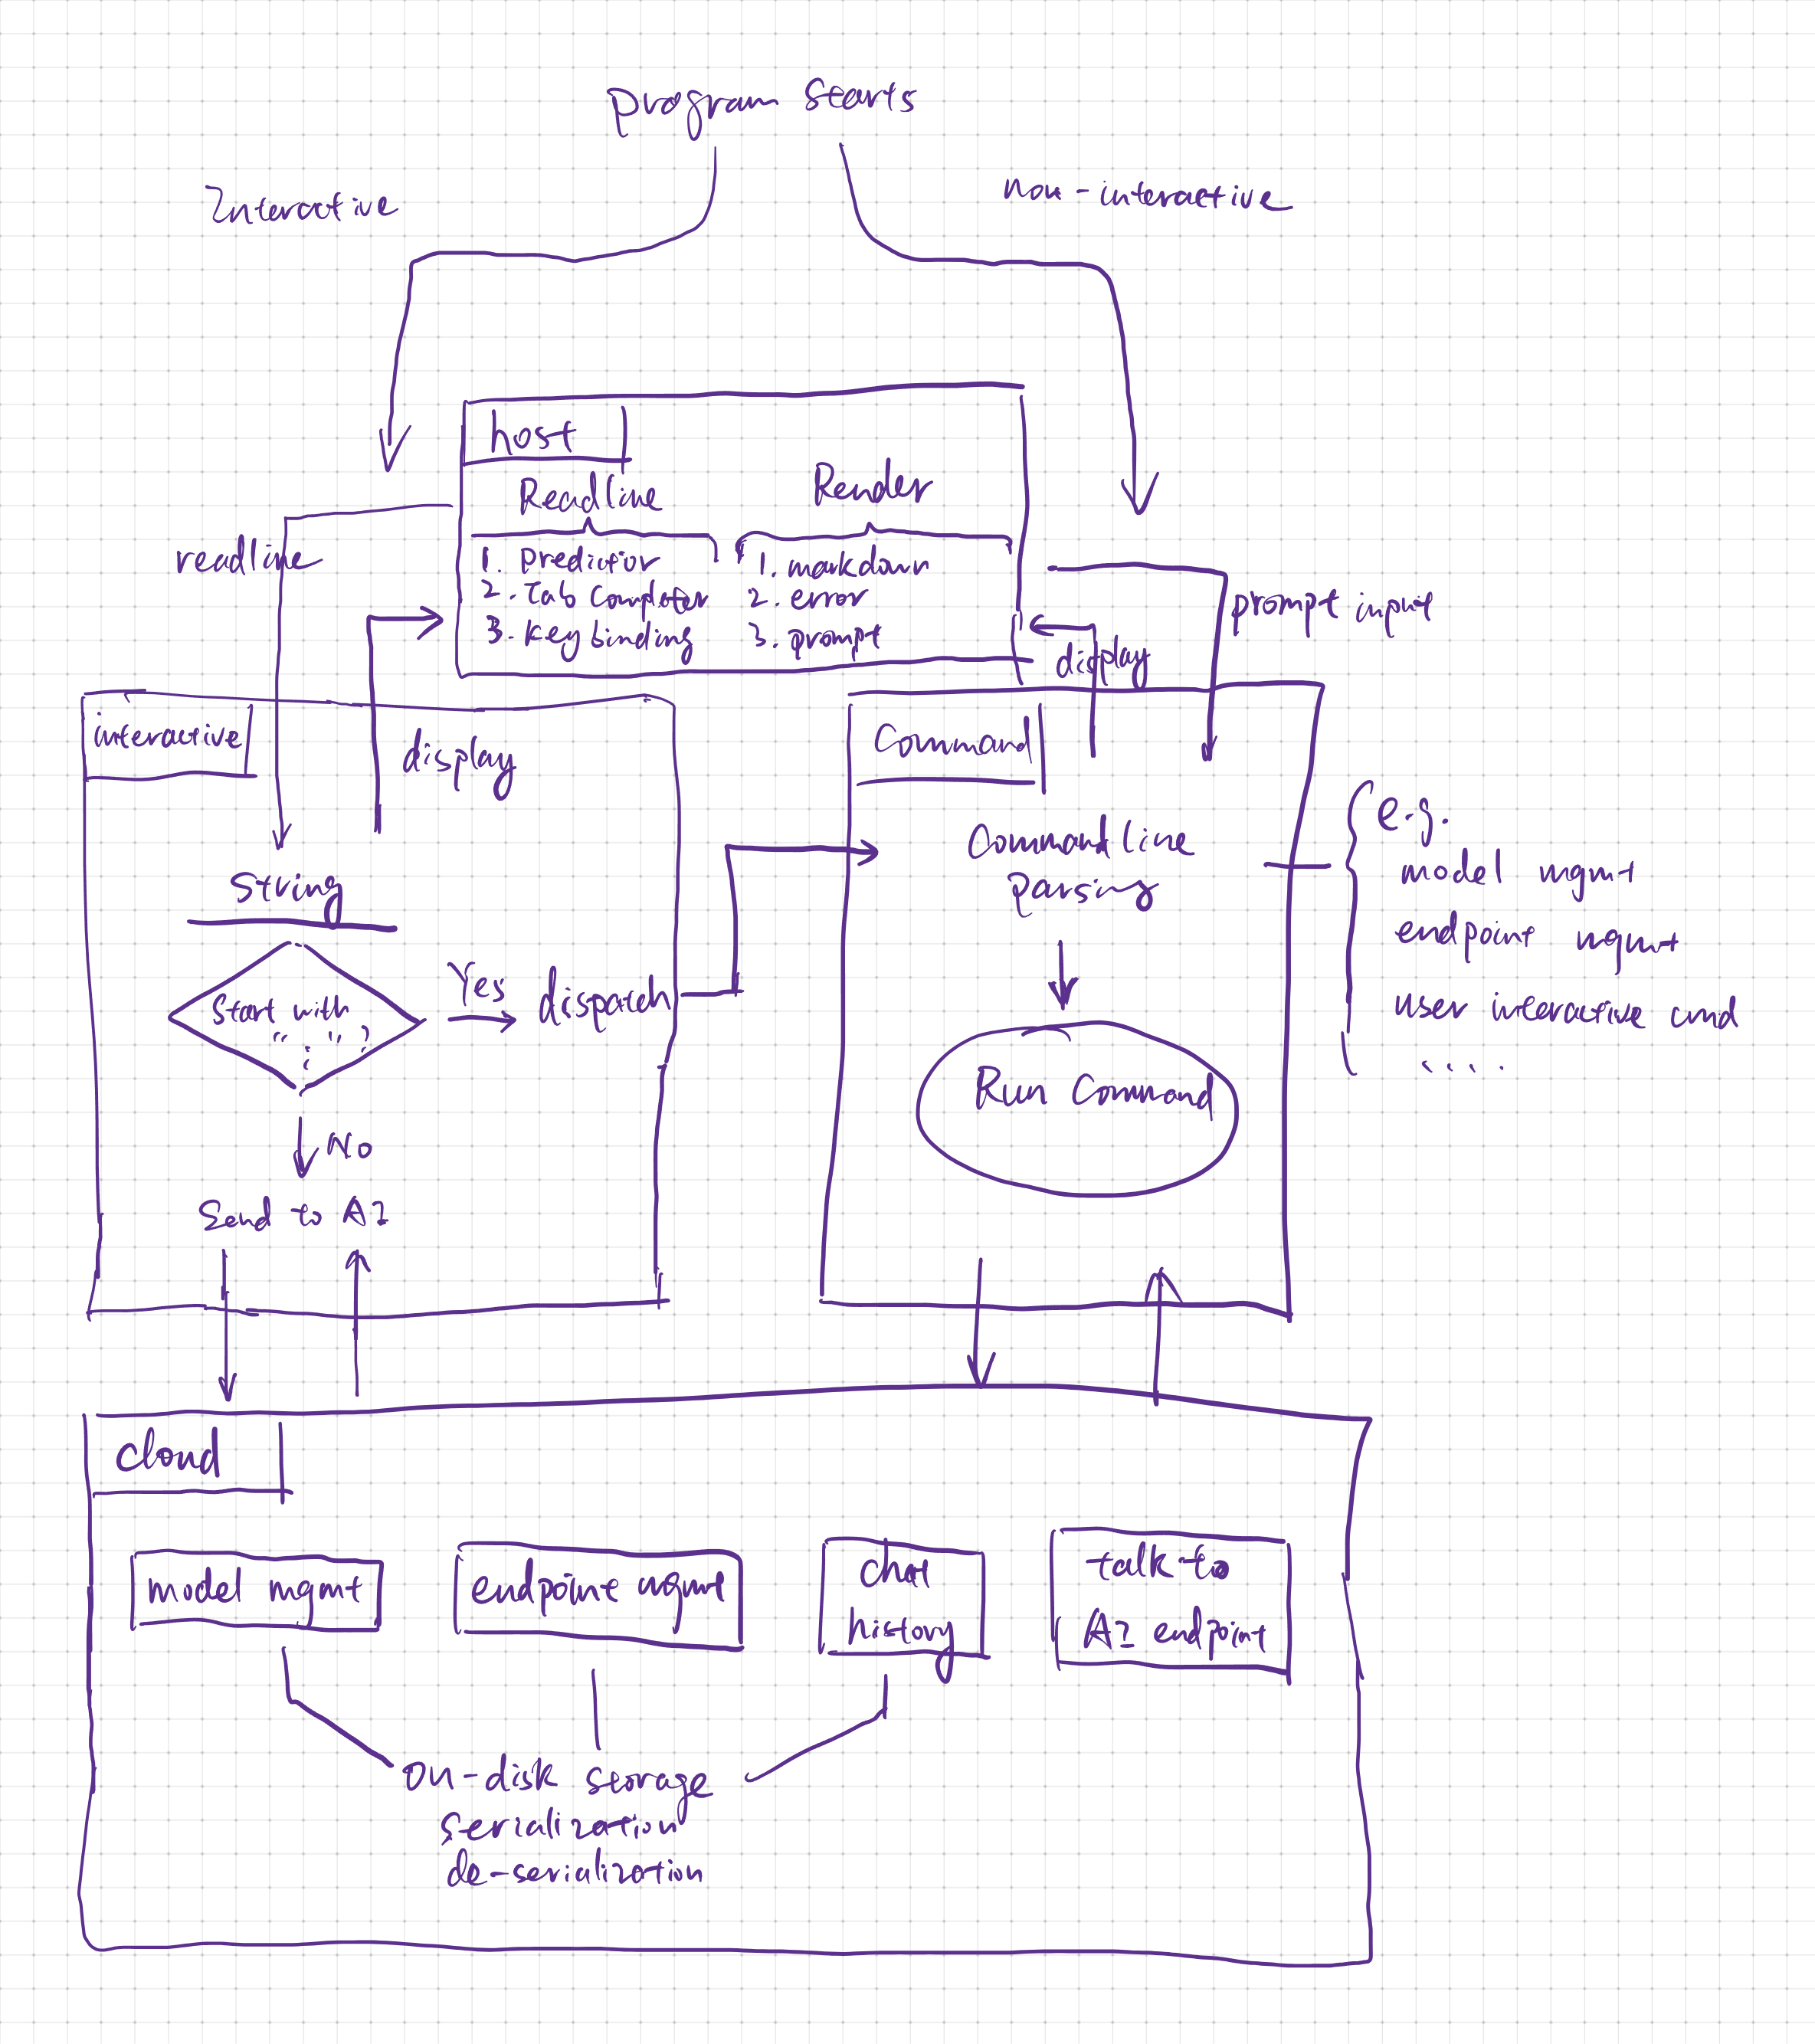 program starts
Interactive
non-interactive
host
Readline
Render
1. Predictior
2. Tab Completer
3. key binding
1. markdown
2. error
3. prompt
readline
prompt input
display
interactive
display
Command
Command line
parsing
e.g.
model mgmt
endpoint mgmt
user interactive cmd
....
String
Start with
" : " ?
Yes
dispatch
Run Command
No
Send to AI
cloud
model mgmt
endpoint mgmt
chat
history
talk to
AI endpoint
on-disk storage
serialization
de-serialization